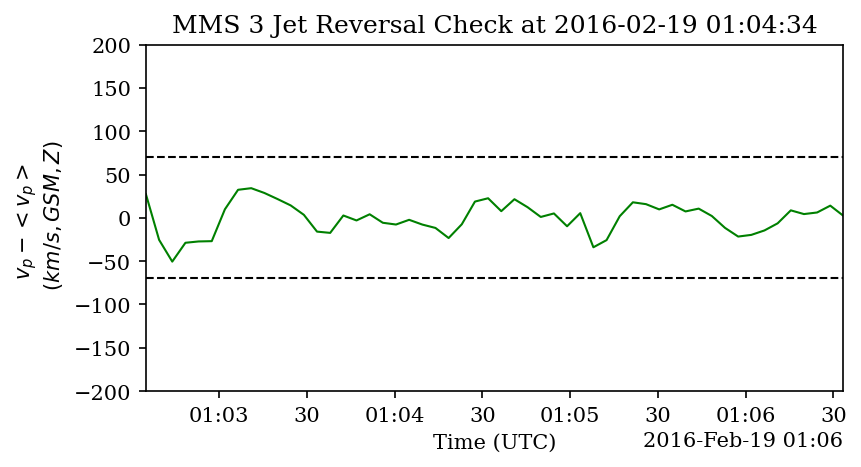 MMS 3 Jet Reversal Check at 2016-02-19 01:04:34
200
150
100
50
0
−50
−100
−150
−200
v_p − < v_p >
(km/s, GSM, Z)
01:03 30 01:04 30 01:05 30 01:06 30
Time (UTC) 2016-Feb-19 01:06